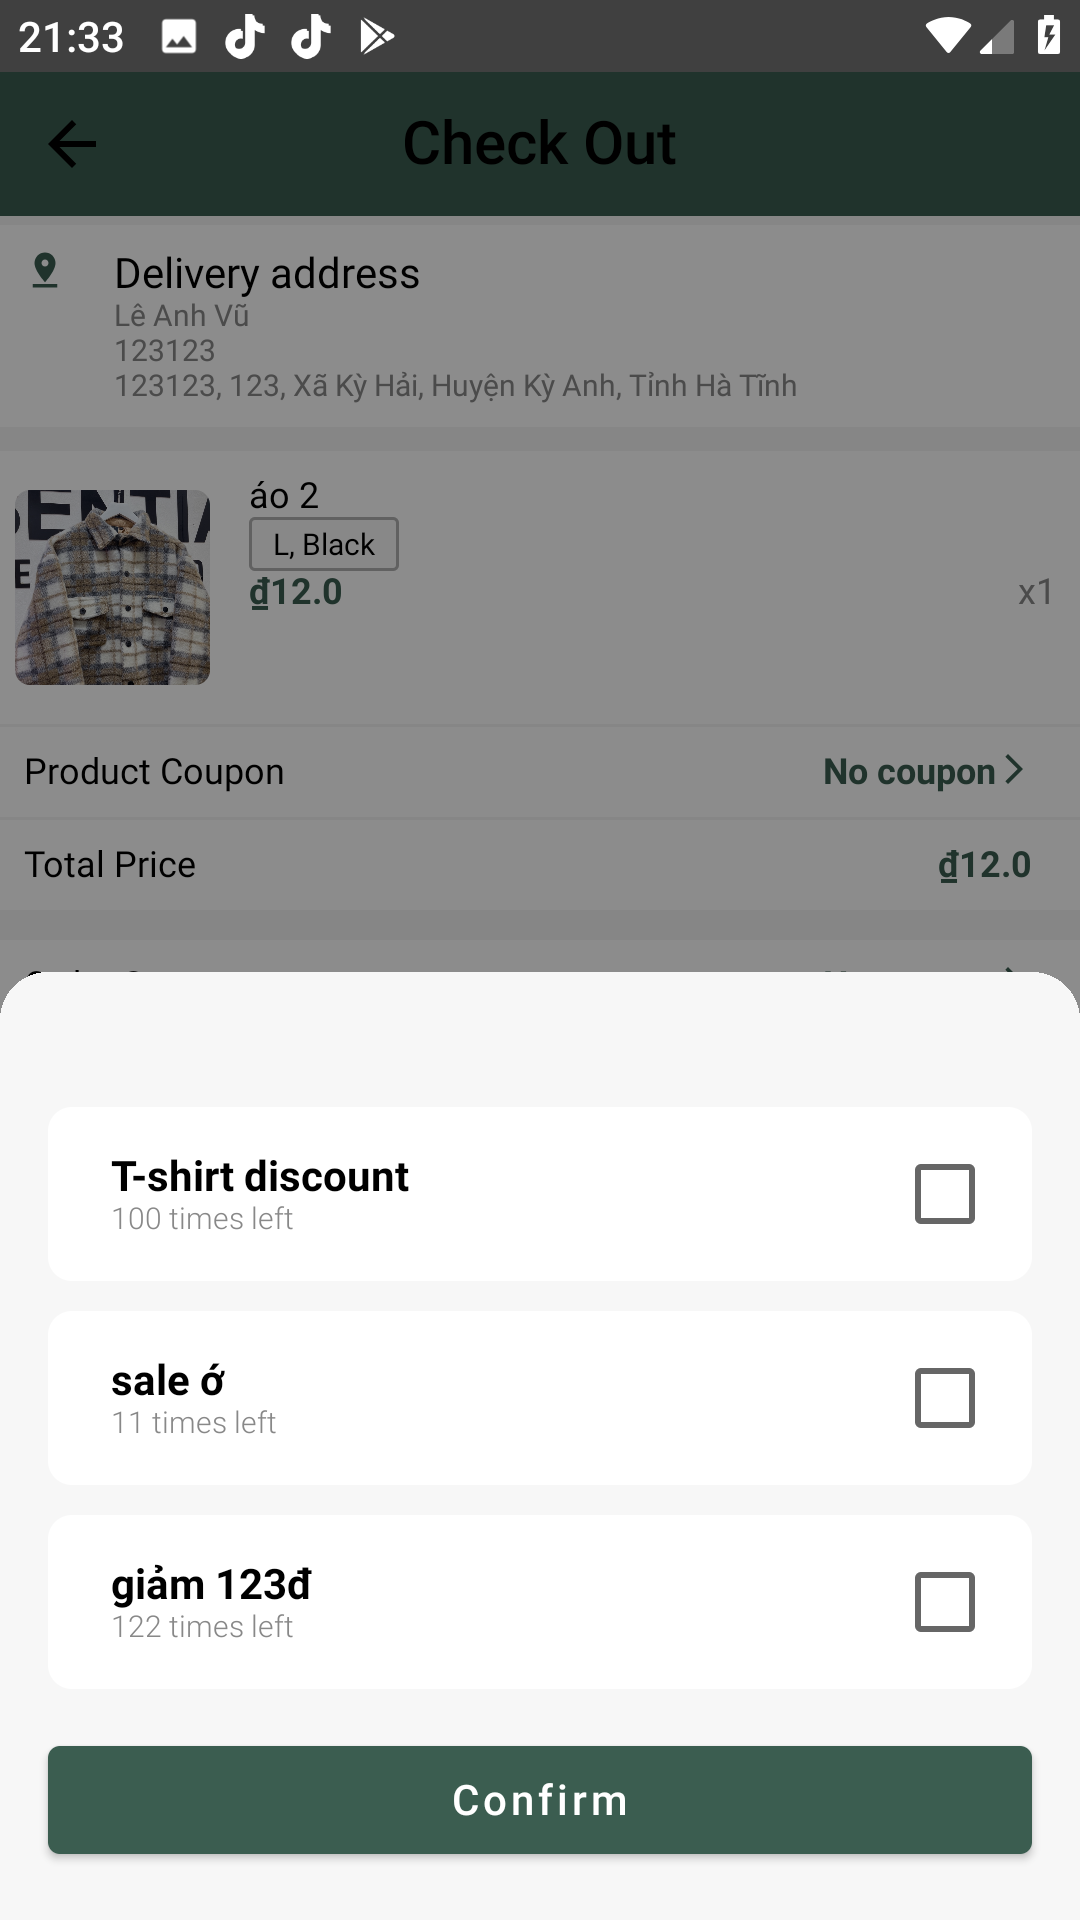 21:33
Check Out
Delivery address
Lê Anh Vũ
123123
123123, 123, Xã Kỳ Hải, Huyện Kỳ Anh, Tỉnh Hà Tĩnh
áo 2
L, Black
₫12.0
x1
Product Coupon
No coupon
Total Price
₫12.0
T-shirt discount
100 times left
sale ớ
11 times left
giảm 123đ
122 times left
Confirm